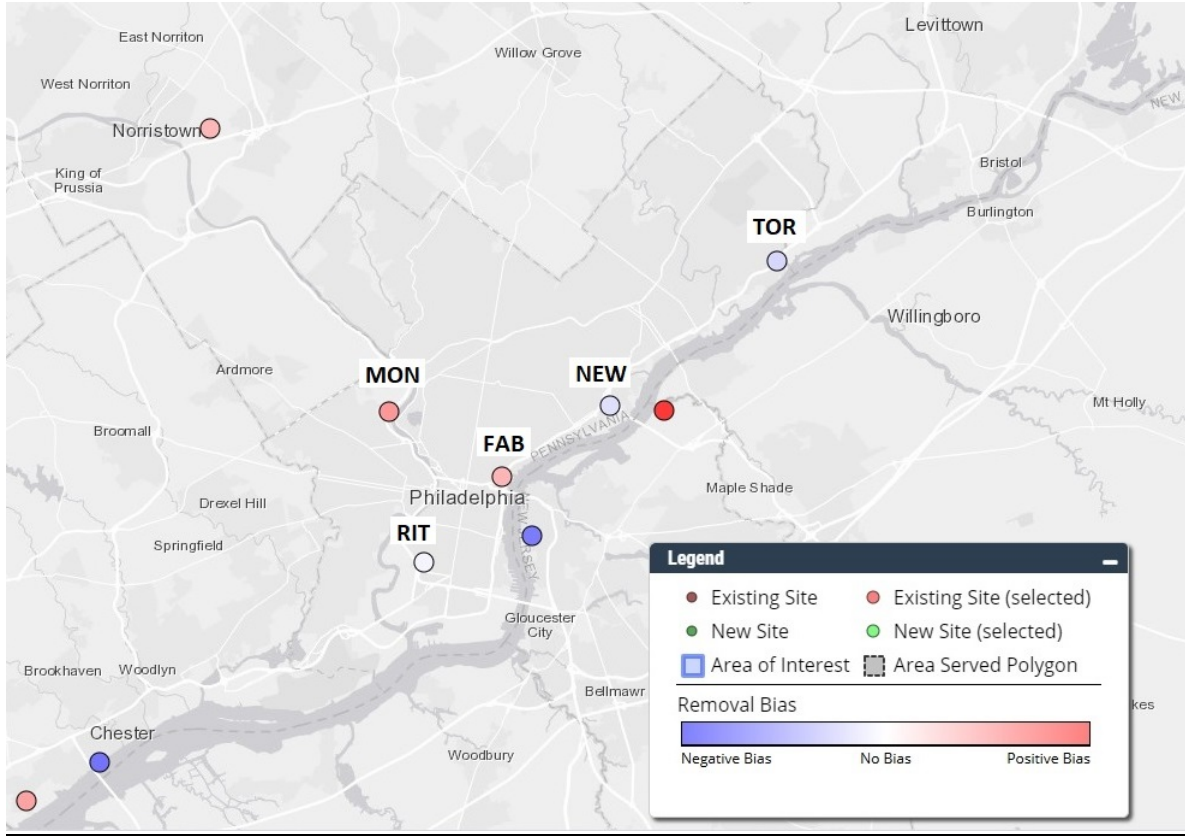 Levittown
East Norriton
Willow Grove
West Norriton
NEW
Norristown
Bristol
King of
Prussia
Burlington
TOR
Willingboro
Ardmore
MON
NEW
Mt Holly
PENNSYLVANIA
Broomall
FAB
Maple Shade
Philadelphia
Drexel Hill
RIT
Springfield
Legend
Existing Site
Existing Site (selected)
New Site
New Site (selected)
Area of Interest
Area Served Polygon
Removal Bias
Negative Bias
No Bias
Positive Bias
Gloucester
City
Brookhaven
Woodlyn
Bellmawr
kes
Chester
Woodbury